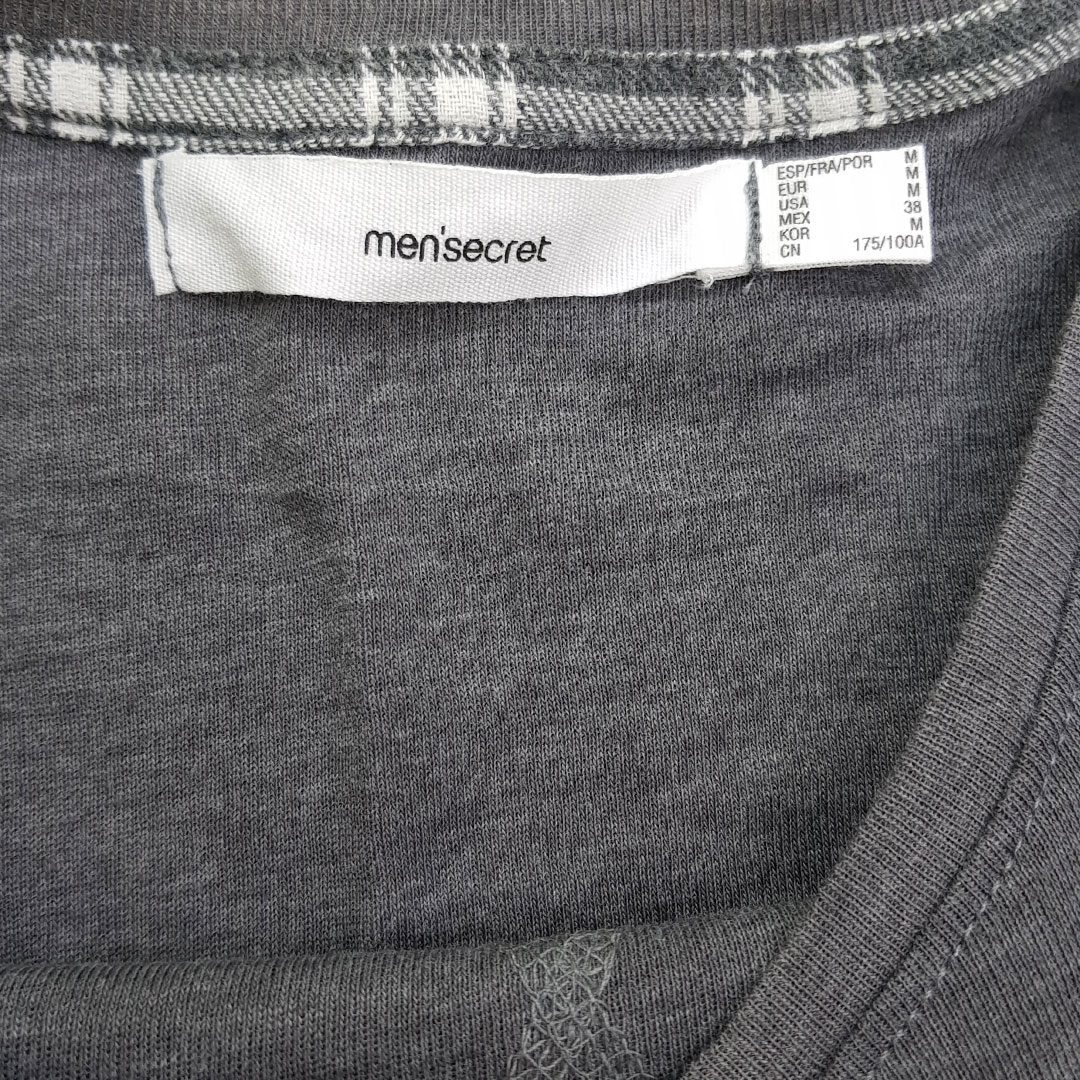 men'secret
ESP/FRA/POR M
EUR M
USA M
MEX 38
KOR M
CN 175/100A